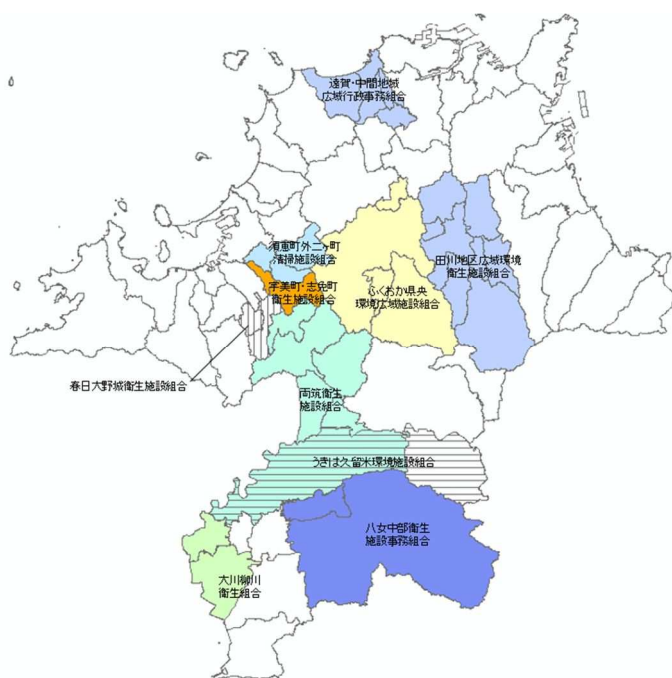 遠賀・中間地域
広域行政事務組合
須恵町外二ヶ町
清掃施設組合
宇美町・志免町
衛生施設組合
ふくおか県央
環境広域施設組合
田川地区広域環境
衛生施設組合
春日大野城衛生施設組合
両筑衛生
施設組合
うきは久留米環境施設組合
八女中部衛生
施設事務組合
大川柳川
衛生組合